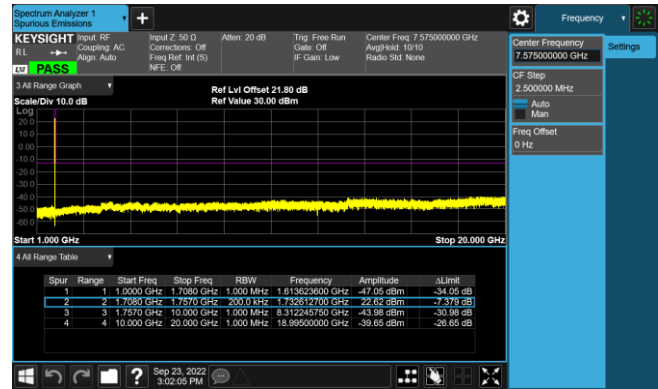 Spectrum Analyzer 1
Spurious Emissions
Frequency
KEYSIGHT Input: RF
RL Coupling: AC
Align: Auto
Input Z: 50 Ω
Corrections: Off
Freq Ref: Int (S)
NFE: Off
Atten: 20 dB
Trig: Free Run
Gate: Off
IF Gain: Low
Center Freq: 7.575000000 GHz
Avg|Hold: 10/10
Radio Std: None
LXI PASS
Center Frequency
7.575000000 GHz
Settings
CF Step
2.500000 MHz
Auto
Man
Freq Offset
0 Hz
3 All Range Graph
Scale/Div 10.0 dB
Ref Lvl Offset 21.80 dB
Ref Value 30.00 dBm
Log
20.0
10.0
0.00
-10.0
-20.0
-30.0
-40.0
-50.0
-60.0
Start 1.000 GHz Stop 20.000 GHz
4 All Range Table
Spur Range Start Freq Stop Freq RBW Frequency Amplitude ΔLimit
1 1 1.0000 GHz 1.7080 GHz 1.000 MHz 1.613623600 GHz -47.05 dBm -34.05 dB
2 2 1.7080 GHz 1.7570 GHz 200.0 kHz 1.732612700 GHz 22.62 dBm -7.379 dB
3 3 1.7570 GHz 10.000 GHz 1.000 MHz 8.312245750 GHz -43.98 dBm -30.98 dB
4 4 10.000 GHz 20.000 GHz 1.000 MHz 18.99500000 GHz -39.65 dBm -26.65 dB
Sep 23, 2022
3:02:05 PM